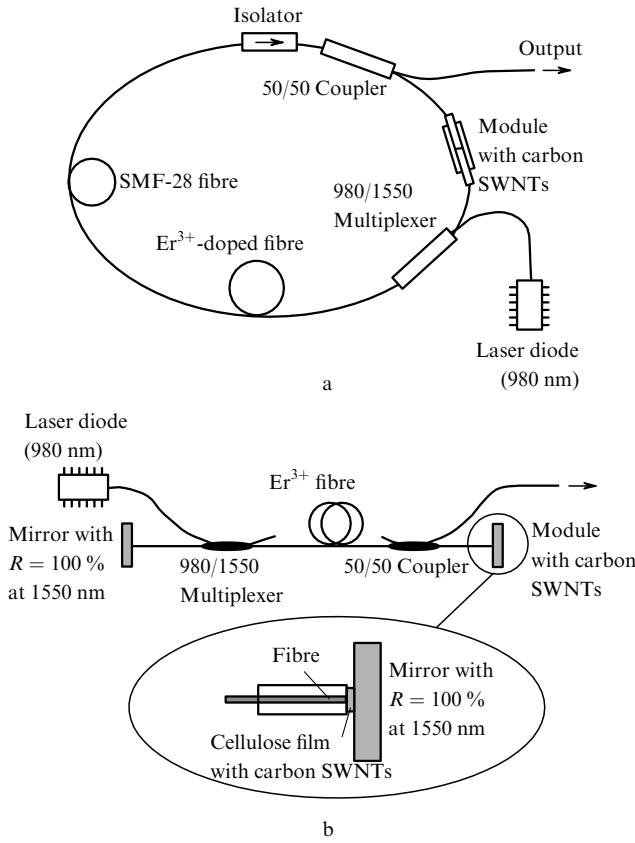 Isolator
Output
50/50 Coupler
Module
with carbon
SWNTs
SMF-28 fibre
980/1550
Multiplexer
Er³⁺-doped fibre
Laser diode
(980 nm)
a
Laser diode
(980 nm)
Er³⁺ fibre
Mirror with
R = 100 %
at 1550 nm
980/1550
Multiplexer
50/50 Coupler
Module
with carbon
SWNTs
Fibre
Mirror with
R = 100 %
at 1550 nm
Cellulose film
with carbon SWNTs
b